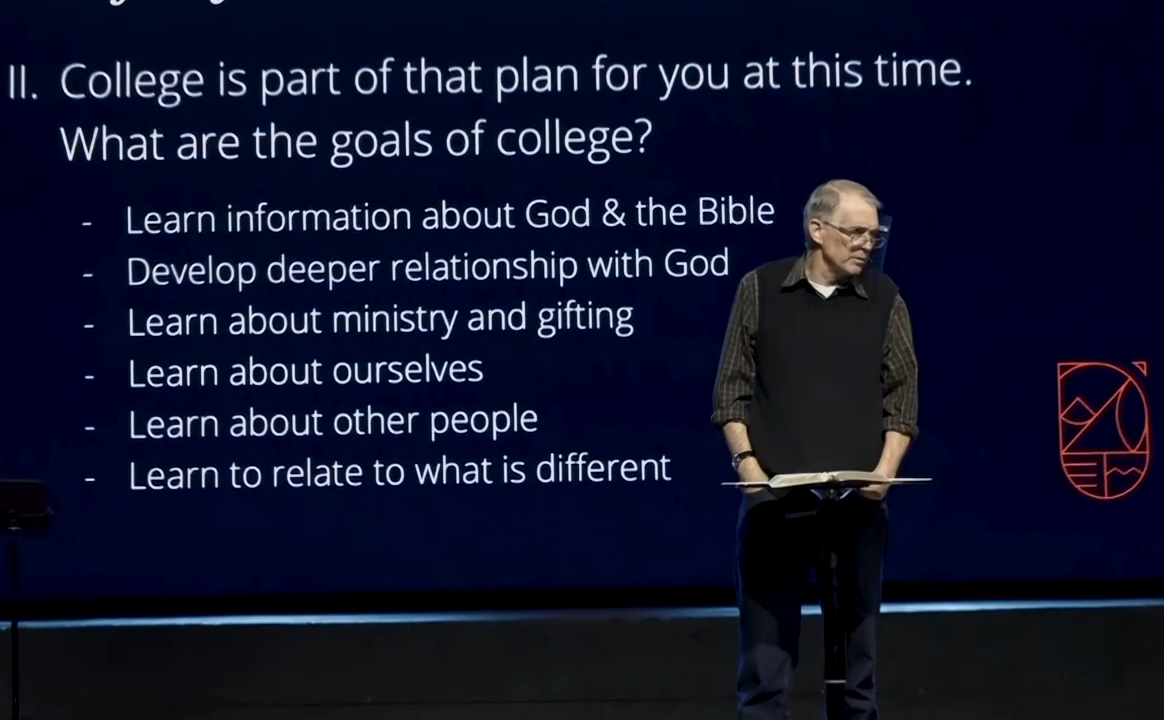 II. College is part of that plan for you at this time.
What are the goals of college?
- Learn information about God & the Bible
- Develop deeper relationship with God
- Learn about ministry and gifting
- Learn about ourselves
- Learn about other people
- Learn to relate to what is different